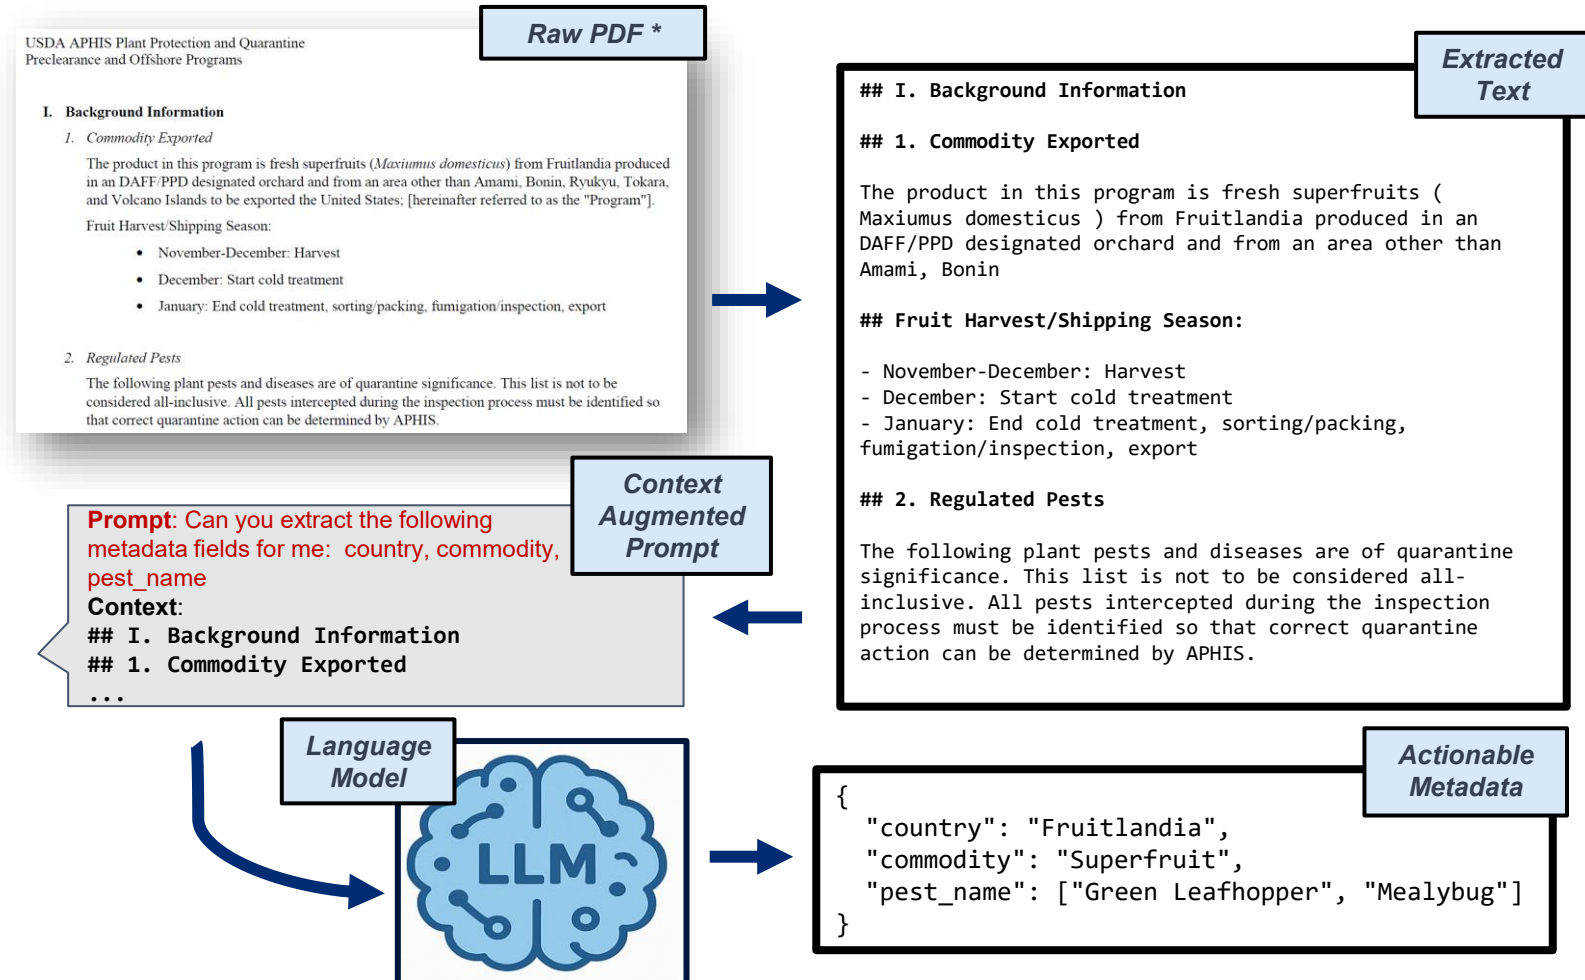 Raw PDF *
USDA APHIS Plant Protection and Quarantine
Preclearance and Offshore Programs
I. Background Information
1. Commodity Exported
The product in this program is fresh superfruits (Maxiumus domesticus) from Fruitlandia produced
in an DAFF/PPD designated orchard and from an area other than Amami, Bonin, Ryukyu, Tokara,
and Volcano Islands to be exported the United States; [hereinafter referred to as the "Program"].
Fruit Harvest/Shipping Season:
• November-December: Harvest
• December: Start cold treatment
• January: End cold treatment, sorting/packing, fumigation/inspection, export
2. Regulated Pests
The following plant pests and diseases are of quarantine significance. This list is not to be
considered all-inclusive. All pests intercepted during the inspection process must be identified so
that correct quarantine action can be determined by APHIS.
Extracted
Text
## I. Background Information
## 1. Commodity Exported
The product in this program is fresh superfruits (
Maxiumus domesticus ) from Fruitlandia produced in an
DAFF/PPD designated orchard and from an area other than
Amami, Bonin
## Fruit Harvest/Shipping Season:
- November-December: Harvest
- December: Start cold treatment
- January: End cold treatment, sorting/packing,
fumigation/inspection, export
## 2. Regulated Pests
The following plant pests and diseases are of quarantine
significance. This list is not to be considered all-
inclusive. All pests intercepted during the inspection
process must be identified so that correct quarantine
action can be determined by APHIS.
Context
Augmented
Prompt
Prompt: Can you extract the following
metadata fields for me: country, commodity,
pest_name
Context:
## I. Background Information
## 1. Commodity Exported
...
Language
Model
LLM
Actionable
Metadata
{
"country": "Fruitlandia",
"commodity": "Superfruit",
"pest_name": ["Green Leafhopper", "Mealybug"]
}